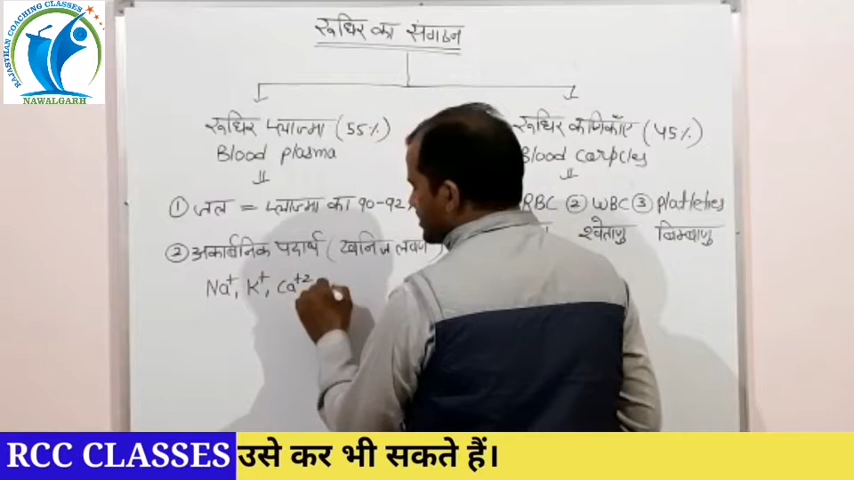 RAJASTHAN COACHING CLASSES
NAWALGARH
रूधिर का संगठन
रूधिर प्लाज्मा (55%)
Blood plasma
रूधिर कणिकाएँ (45%)
Blood carpcles
① जल = प्लाज्मा का 90-92%
② अकार्बनिक पदार्थ (खनिज लवण
Na+, K+, Ca+2
RBC ② WBC ③ Platletes
श्वेताणु बिम्बाणु
RCC CLASSES उसे कर भी सकते हैं।